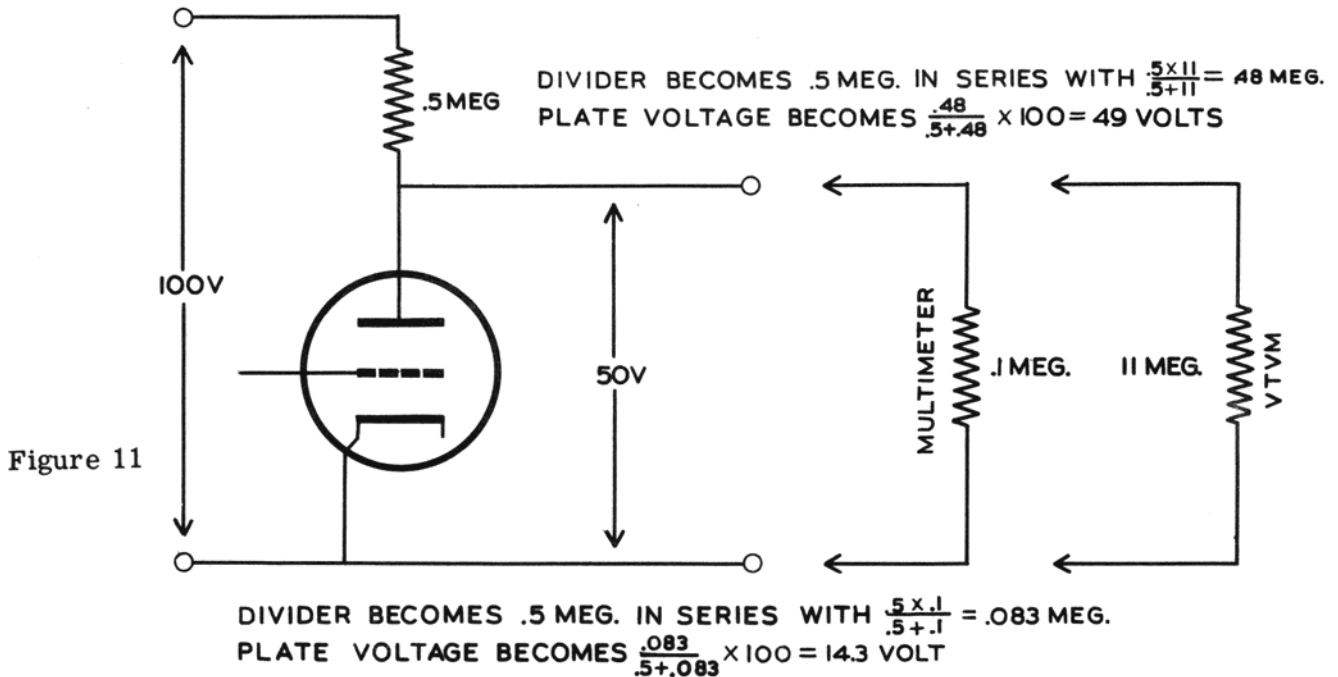 DIVIDER BECOMES .5 MEG. IN SERIES WITH .5 × 11 / .5 + 11 = .48 MEG.
PLATE VOLTAGE BECOMES .48 / .5+.48 × 100 = 49 VOLTS
.5 MEG
100V
50V
MULTIMETER
.1 MEG.
11 MEG.
VTVM
Figure 11
DIVIDER BECOMES .5 MEG. IN SERIES WITH .5 × .1 / .5 + .1 = .083 MEG.
PLATE VOLTAGE BECOMES .083 / .5+.083 × 100 = 14.3 VOLT